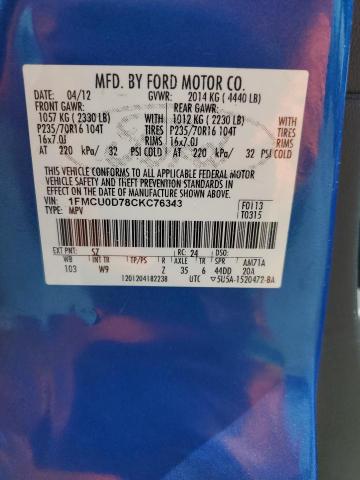 MFD. BY FORD MOTOR CO.
DATE: 04/12 GVWR: 2014 KG ( 4440 LB)
FRONT GAWR: REAR GAWR:
1057 KG ( 2330 LB) 1012 KG ( 2230 LB)
P235/70R16 104T TIRES P235/70R16 104T
16x7.0J RIMS 16x7.0J
AT 220 kPa/ 32 PSI COLD AT 220 kPa/ 32 PSI COLD
THIS VEHICLE CONFORMS TO ALL APPLICABLE FEDERAL MOTOR
VEHICLE SAFETY AND THEFT PREVENTION STANDARDS IN
EFFECT ON THE DATE OF MANUFACTURE SHOWN ABOVE.
VIN: 1FMCU0D78CKC76343 F0113
TYPE: MPV T0315
EXT PNT: SZ RC: 24 DSO:
WB INT TR TP/PS R AXLE TR SPR AM71A
103 W9 Z 35 6 44DD 20A
1201204182238 UTC ▽5U5A-1520472-BA